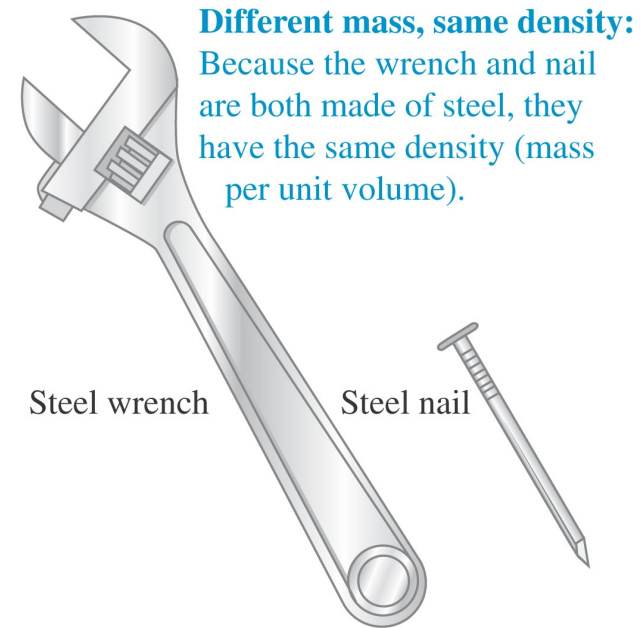 Different mass, same density:
Because the wrench and nail
are both made of steel, they
have the same density (mass
per unit volume).
Steel wrench
Steel nail